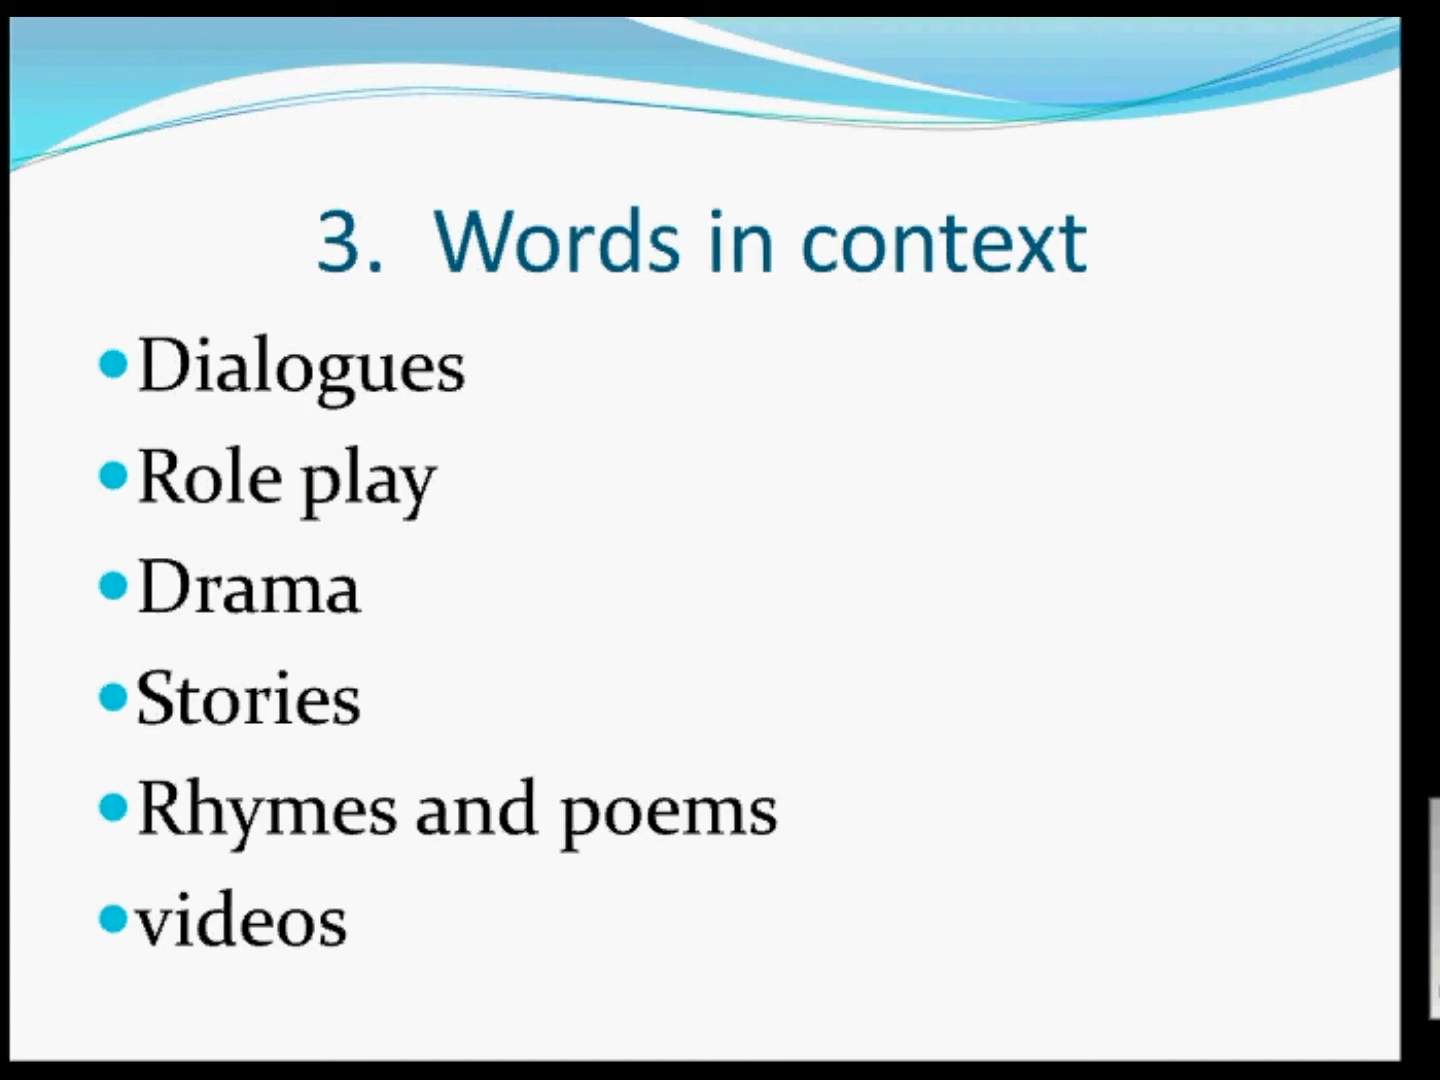 3. Words in context
•Dialogues
•Role play
•Drama
•Stories
•Rhymes and poems
•videos